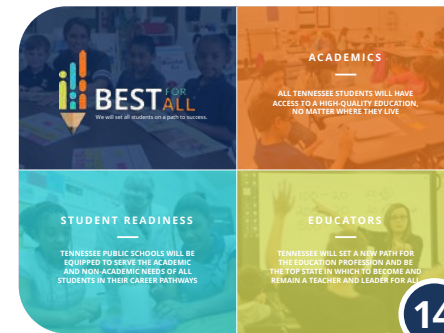 BEST FOR ALL
We will set all students on a path to success.
ACADEMICS
ALL TENNESSEE STUDENTS WILL HAVE
ACCESS TO A HIGH-QUALITY EDUCATION,
NO MATTER WHERE THEY LIVE
STUDENT READINESS
TENNESSEE PUBLIC SCHOOLS WILL BE
EQUIPPED TO SERVE THE ACADEMIC
AND NON-ACADEMIC NEEDS OF ALL
STUDENTS IN THEIR CAREER PATHWAYS
EDUCATORS
TENNESSEE WILL SET A NEW PATH FOR
THE EDUCATION PROFESSION AND BE
THE TOP STATE IN WHICH TO BECOME AND
REMAIN A TEACHER AND LEADER FOR ALL
14